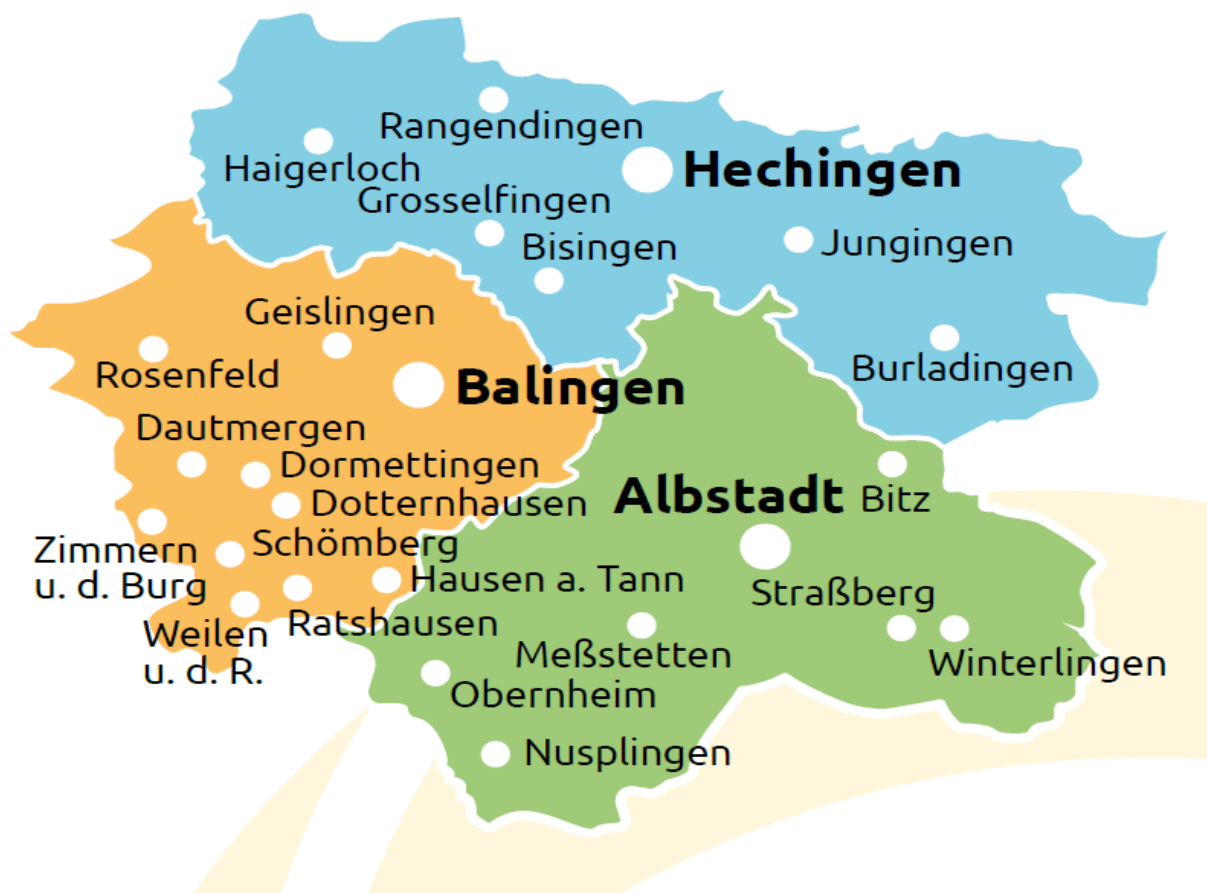 Rangendingen
Haigerloch
Hechingen
Grosselfingen
Bisingen
Jungingen
Geislingen
Rosenfeld
Burladingen
Balingen
Dautmergen
Dormettingen
Dotternhausen
Albstadt
Bitz
Zimmern
u. d. Burg
Schömberg
Hausen a. Tann
Straßberg
Weilen
u. d. R.
Ratshausen
Meßstetten
Winterlingen
Obernheim
Nusplingen